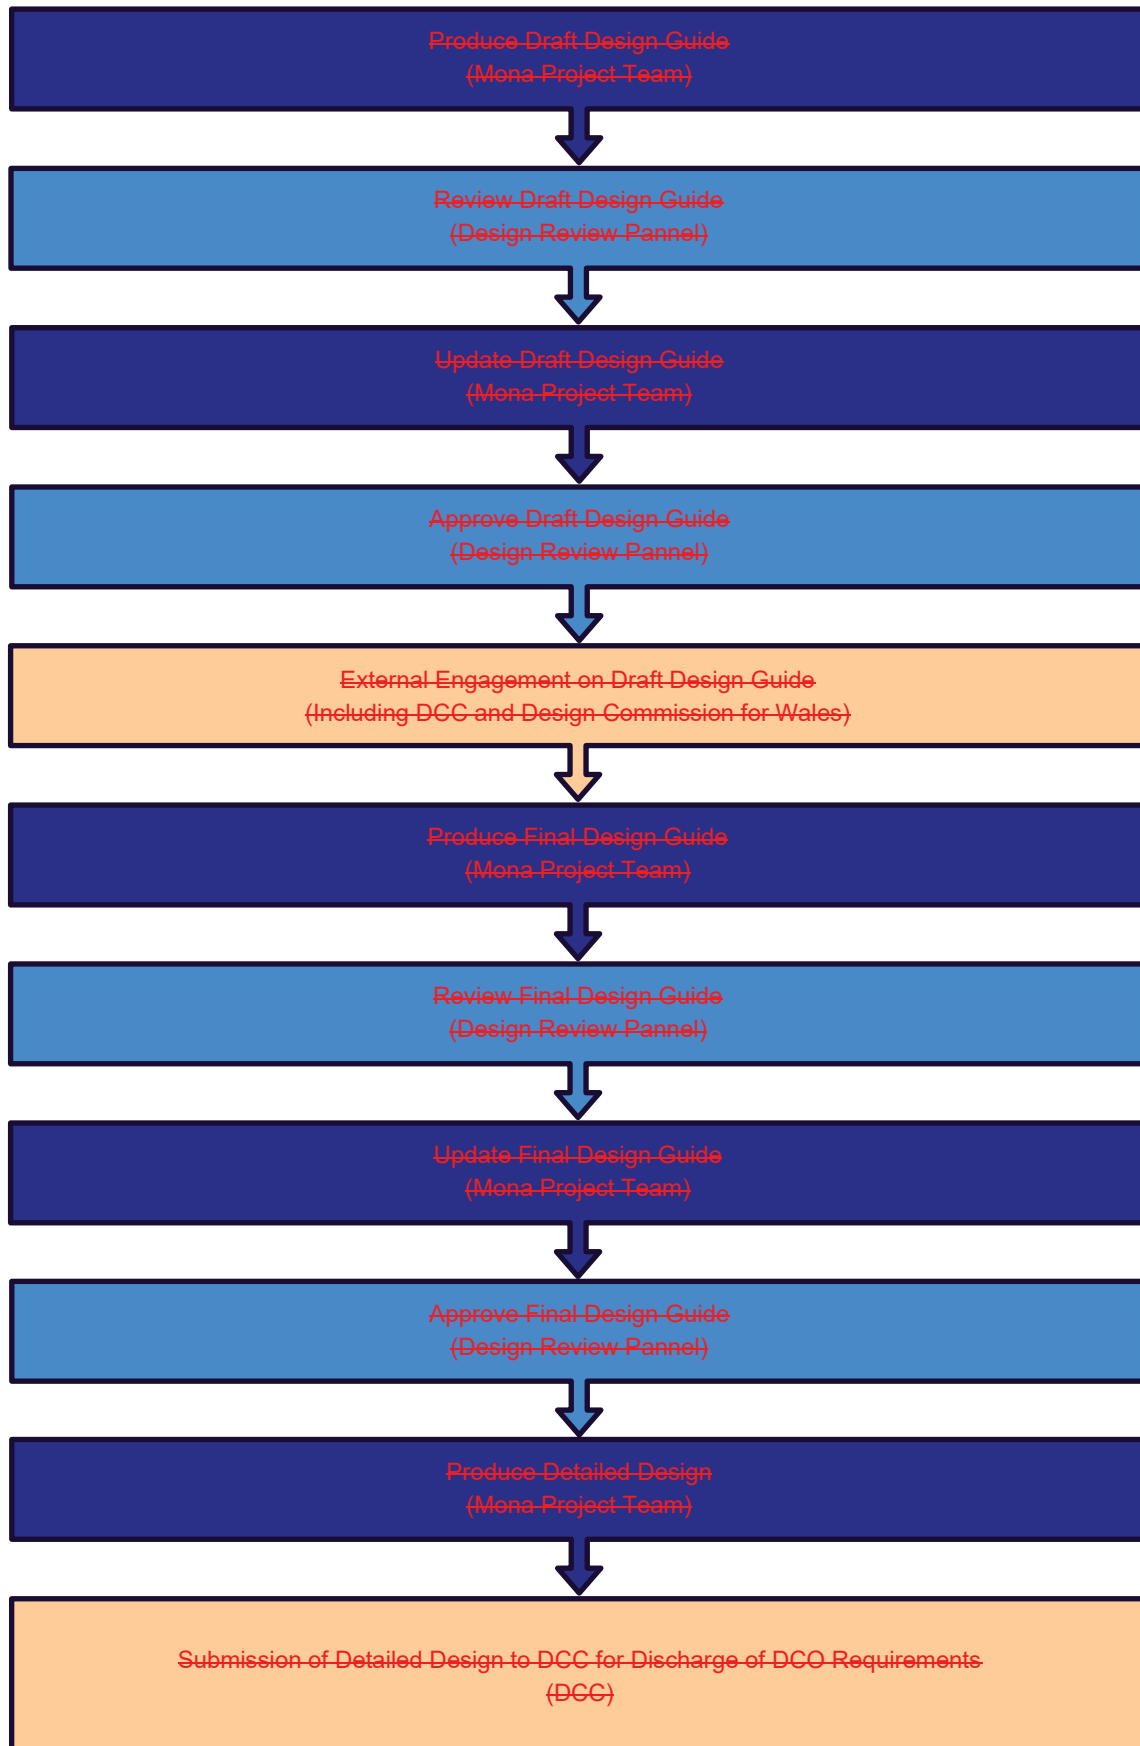 Produce Draft Design Guide
(Mona Project Team)
Review Draft Design Guide
(Design Review Pannel)
Update Draft Design Guide
(Mona Project Team)
Approve Draft Design Guide
(Design Review Pannel)
External Engagement on Draft Design Guide
(Including DCC and Design Commission for Wales)
Produce Final Design Guide
(Mona Project Team)
Review Final Design Guide
(Design Review Pannel)
Update Final Design Guide
(Mona Project Team)
Approve Final Design Guide
(Design Review Pannel)
Produce Detailed Design
(Mona Project Team)
Submission of Detailed Design to DCC for Discharge of DCO Requirements
(DCC)